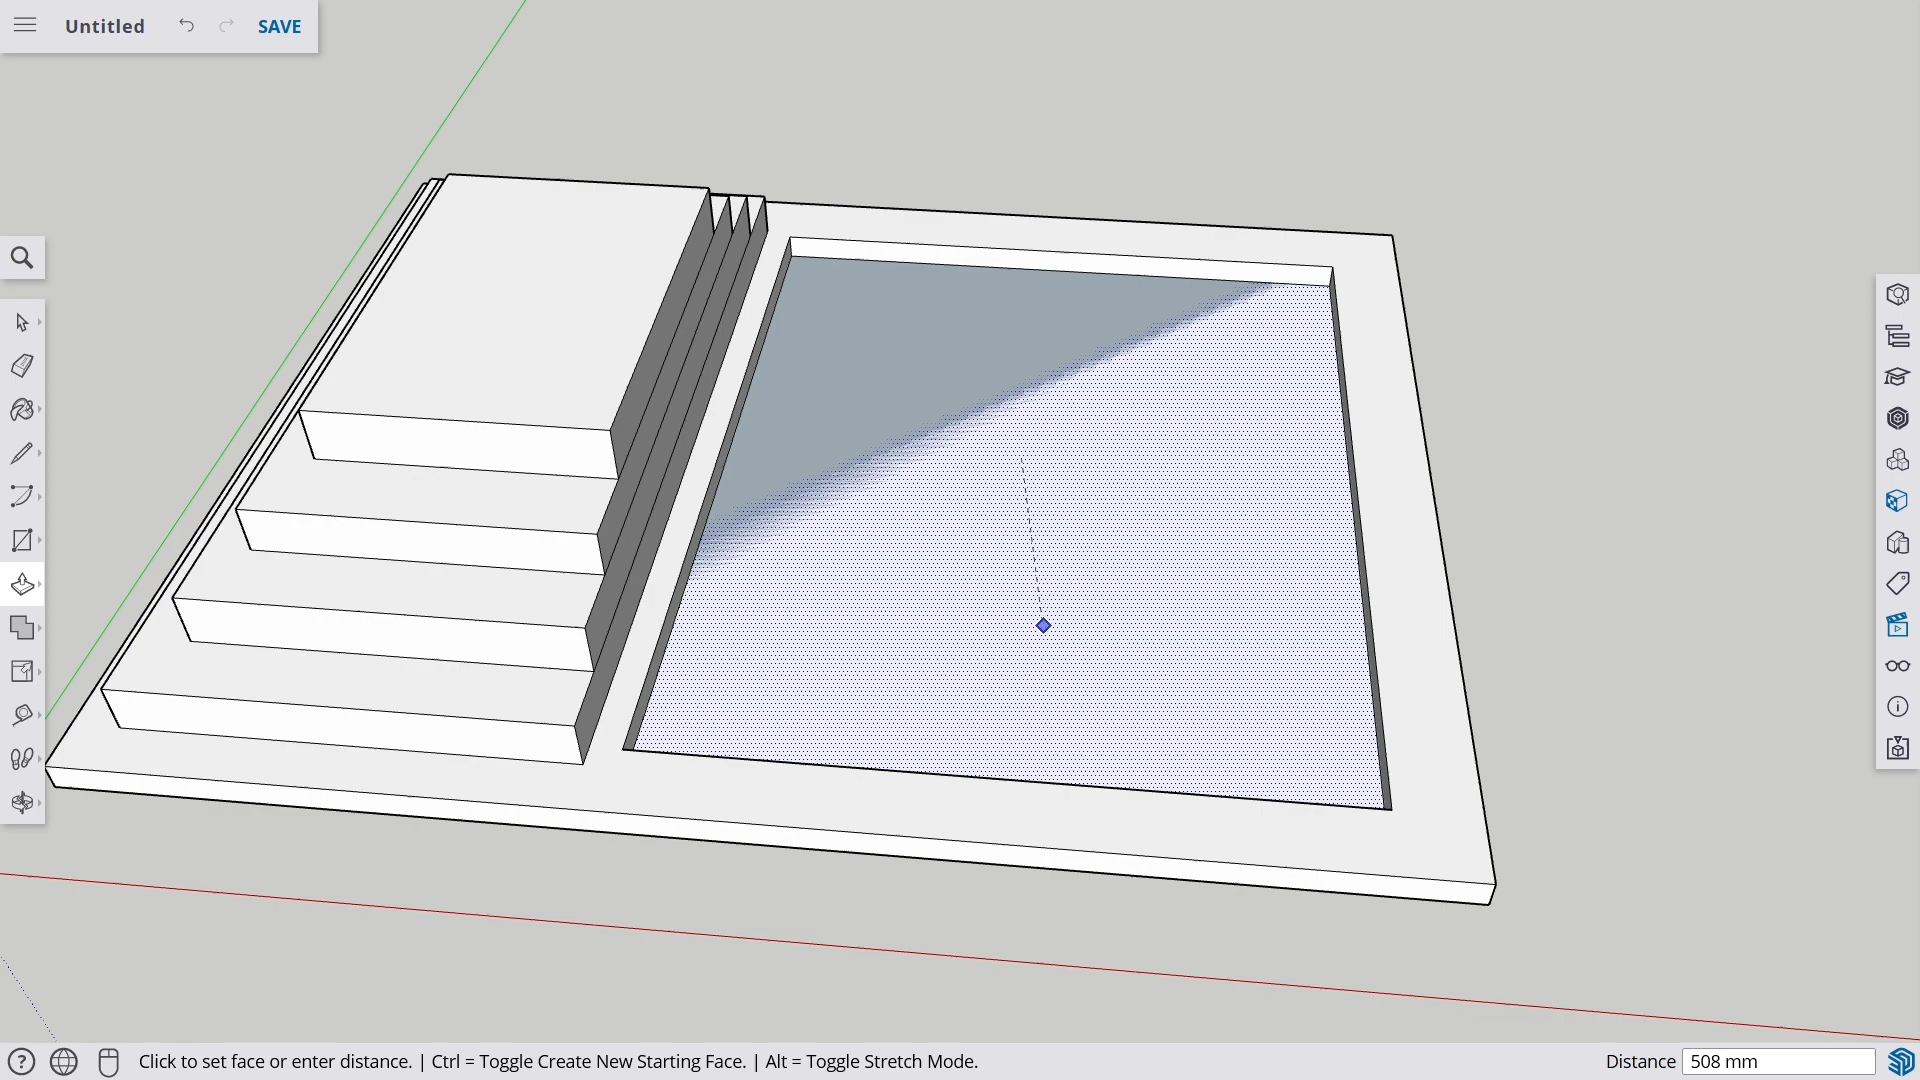 Untitled
SAVE
Click to set face or enter distance. | Ctrl = Toggle Create New Starting Face. | Alt = Toggle Stretch Mode.
Distance
508 mm